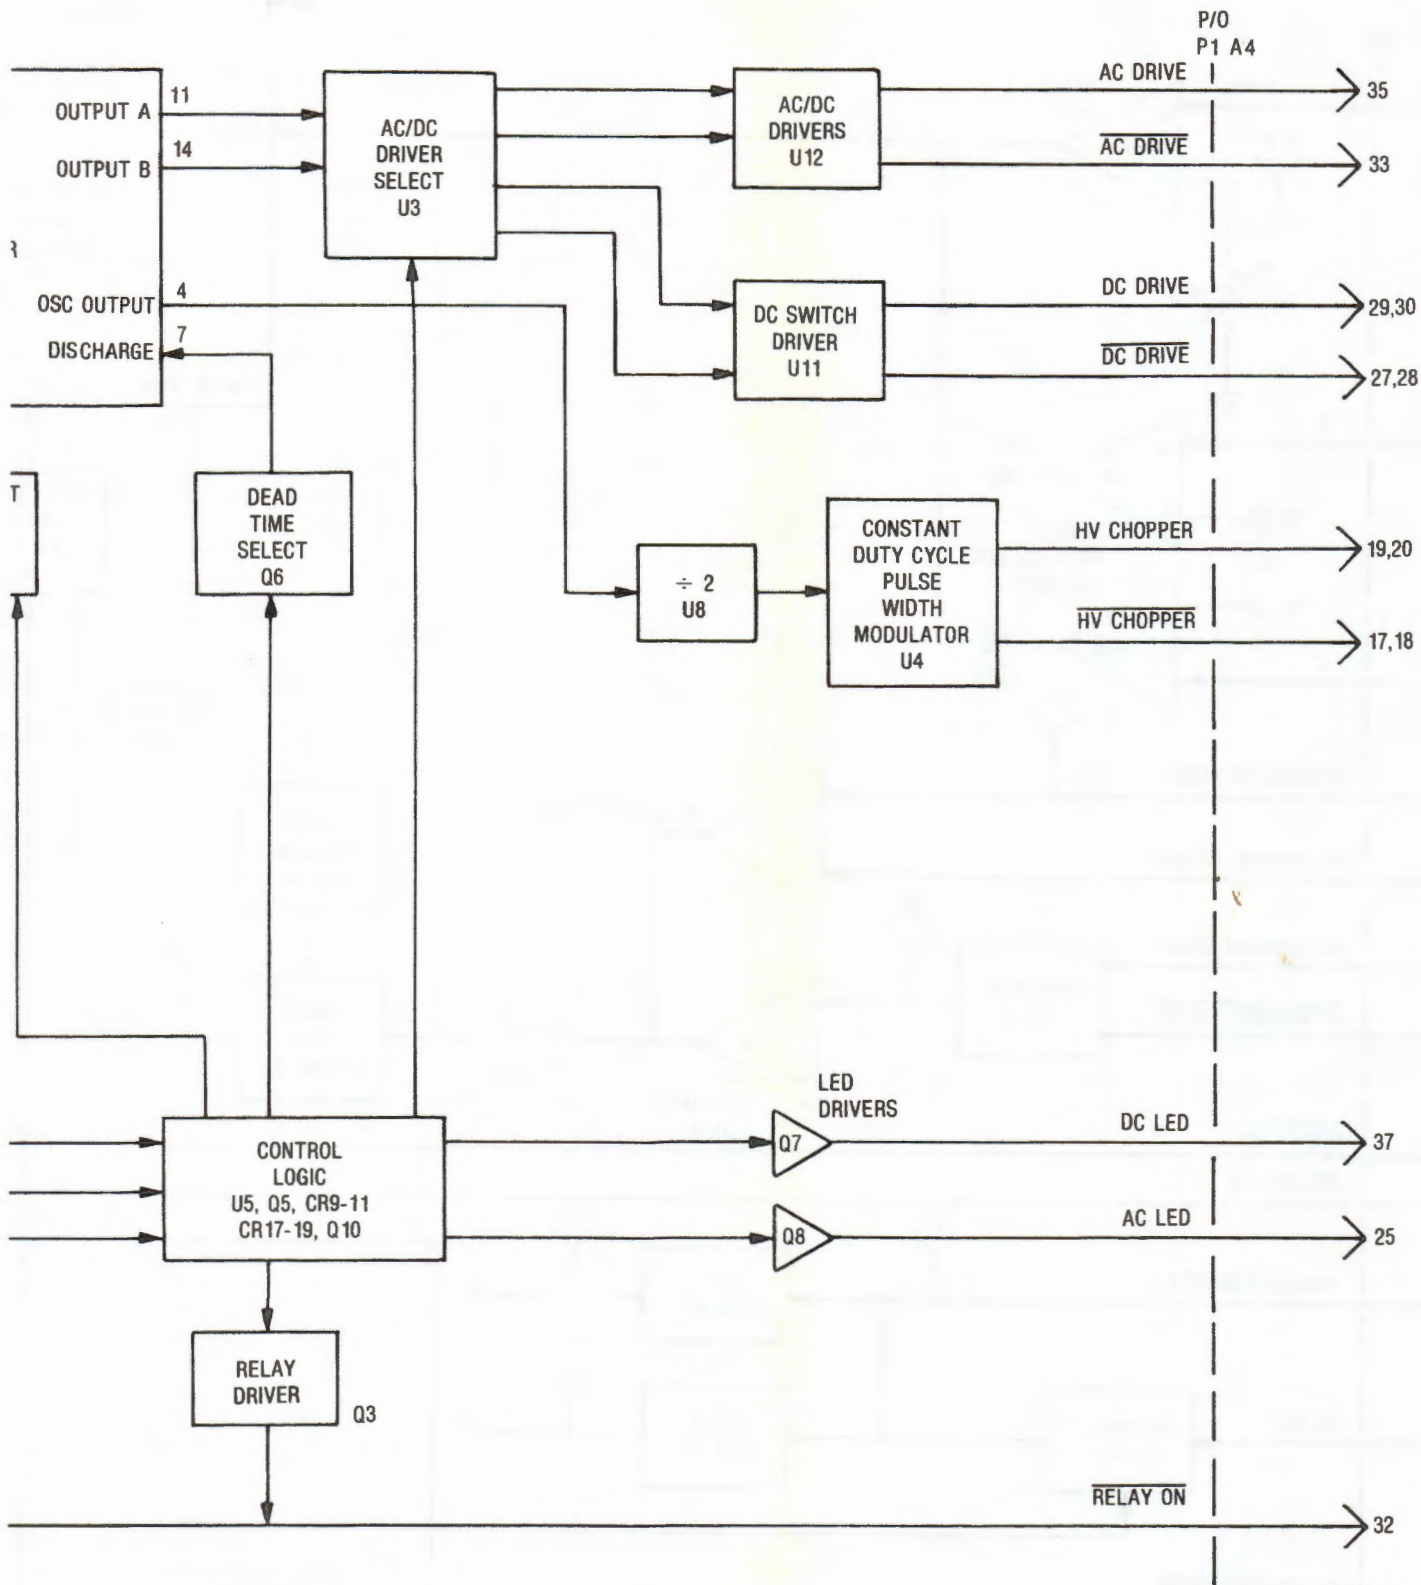 P/O
P1 A4
OUTPUT A
11
OUTPUT B
14
R
OSC OUTPUT
4
DISCHARGE
7
AC/DC
DRIVER
SELECT
U3
AC/DC
DRIVERS
U12
AC DRIVE
35
AC DRIVE
33
DC SWITCH
DRIVER
U11
DC DRIVE
29,30
DC DRIVE
27,28
T
DEAD
TIME
SELECT
Q6
÷ 2
U8
CONSTANT
DUTY CYCLE
PULSE
WIDTH
MODULATOR
U4
HV CHOPPER
19,20
HV CHOPPER
17,18
CONTROL
LOGIC
U5, Q5, CR9-11
CR17-19, Q10
LED
DRIVERS
Q7
DC LED
37
Q8
AC LED
25
RELAY
DRIVER
Q3
RELAY ON
32